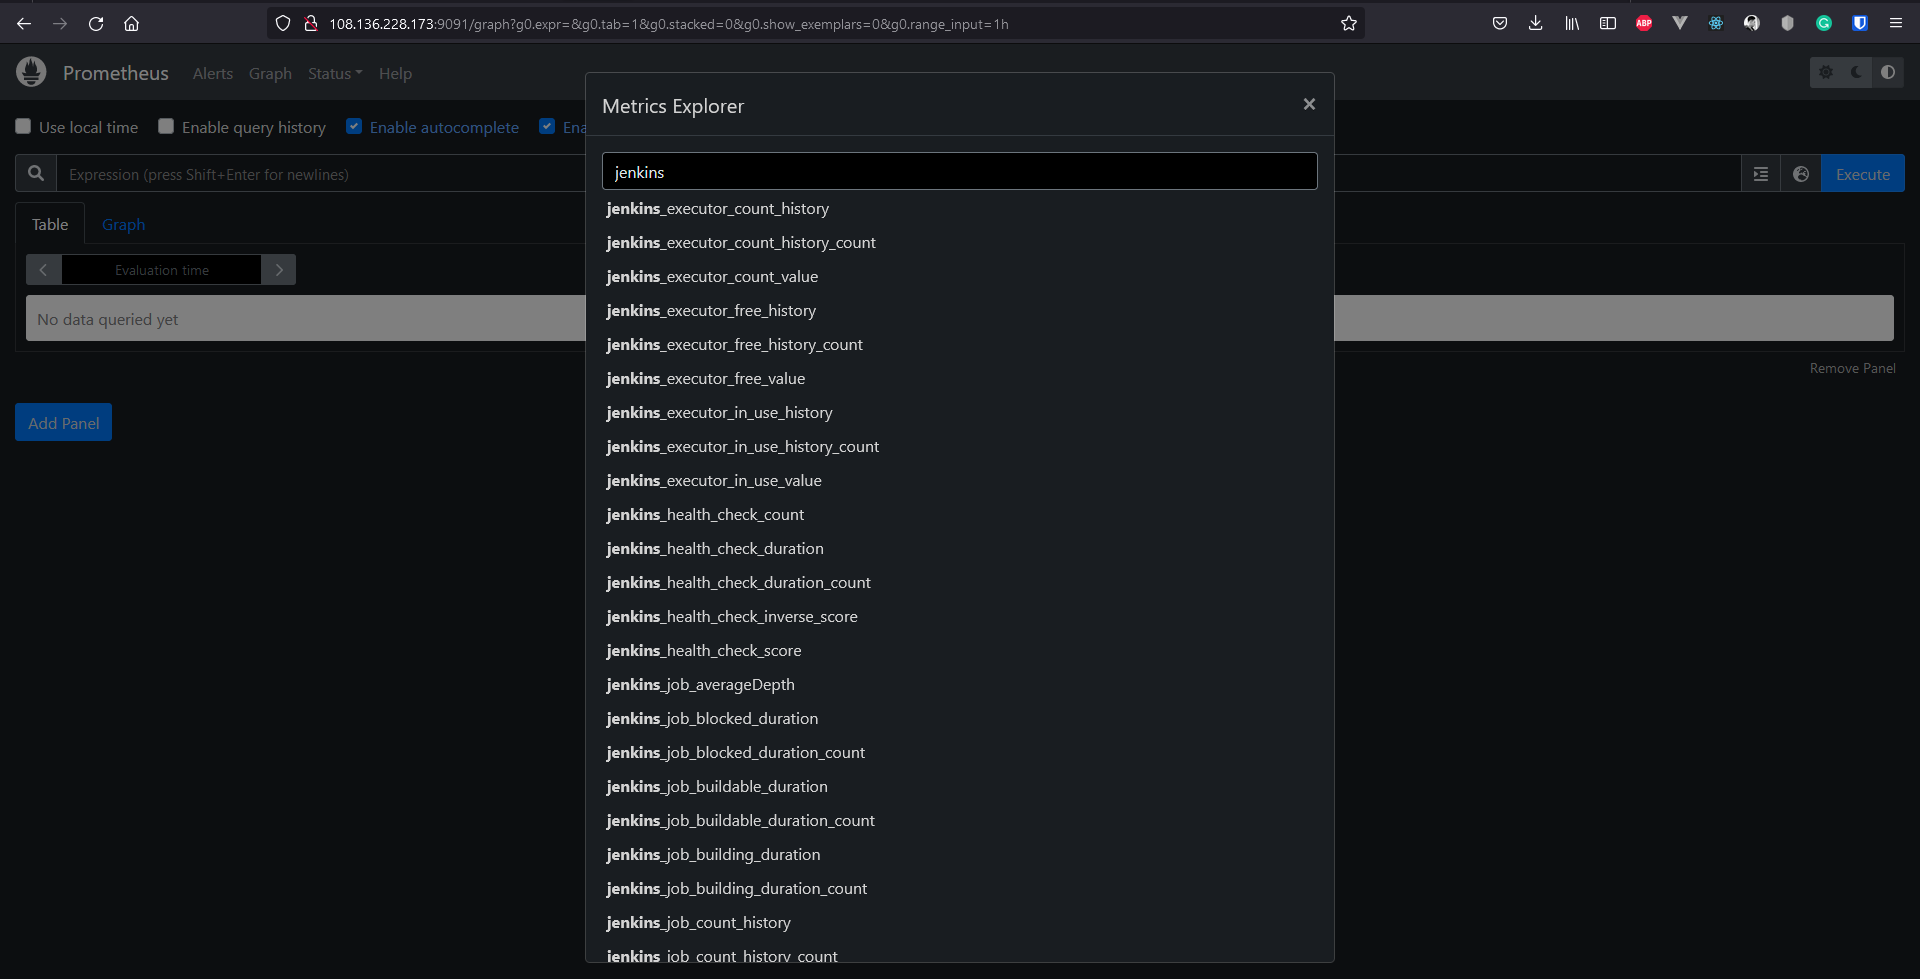 108.136.228.173:9091/graph?g0.expr=&g0.tab=1&g0.stacked=0&g0.show_exemplars=0&g0.range_input=1h
ABP
Prometheus Alerts Graph Status Help
Use local time Enable query history Enable autocomplete Ena
Expression (press Shift+Enter for newlines) Execute
Table Graph
Evaluation time
No data queried yet
Remove Panel
Add Panel
Metrics Explorer ×
jenkins
jenkins_executor_count_history
jenkins_executor_count_history_count
jenkins_executor_count_value
jenkins_executor_free_history
jenkins_executor_free_history_count
jenkins_executor_free_value
jenkins_executor_in_use_history
jenkins_executor_in_use_history_count
jenkins_executor_in_use_value
jenkins_health_check_count
jenkins_health_check_duration
jenkins_health_check_duration_count
jenkins_health_check_inverse_score
jenkins_health_check_score
jenkins_job_averageDepth
jenkins_job_blocked_duration
jenkins_job_blocked_duration_count
jenkins_job_buildable_duration
jenkins_job_buildable_duration_count
jenkins_job_building_duration
jenkins_job_building_duration_count
jenkins_job_count_history
jenkins_job_count_history_count